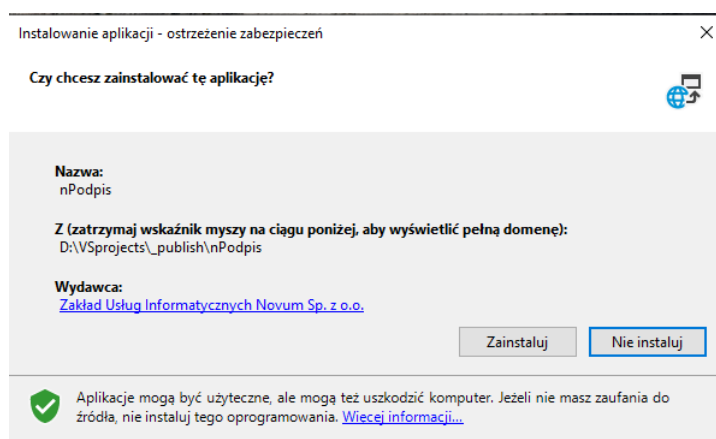 Instalowanie aplikacji - ostrzeżenie zabezpieczeń
Czy chcesz zainstalować tę aplikację?
Nazwa:
nPodpis
Z (zatrzymaj wskaźnik myszy na ciągu poniżej, aby wyświetlić pełną domenę):
D:\VSprojects\_publish\nPodpis
Wydawca:
Zakład Usług Informatycznych Novum Sp. z o.o.
Zainstaluj
Nie instaluj
Aplikacje mogą być użyteczne, ale mogą też uszkodzić komputer. Jeżeli nie masz zaufania do
źródła, nie instaluj tego oprogramowania. Więcej informacji...